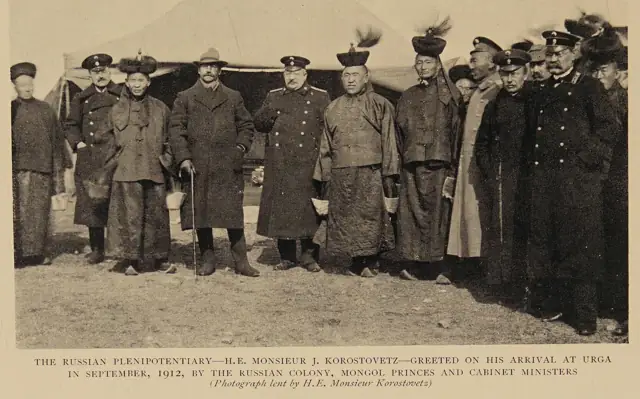 THE RUSSIAN PLENIPOTENTIARY—H.E. MONSIEUR J. KOROSTOVETZ—GREETED ON HIS ARRIVAL AT URGA
IN SEPTEMBER, 1912, BY THE RUSSIAN COLONY, MONGOL PRINCES AND CABINET MINISTERS
(Photograph lent by H.E. Monsieur Korostovetz)